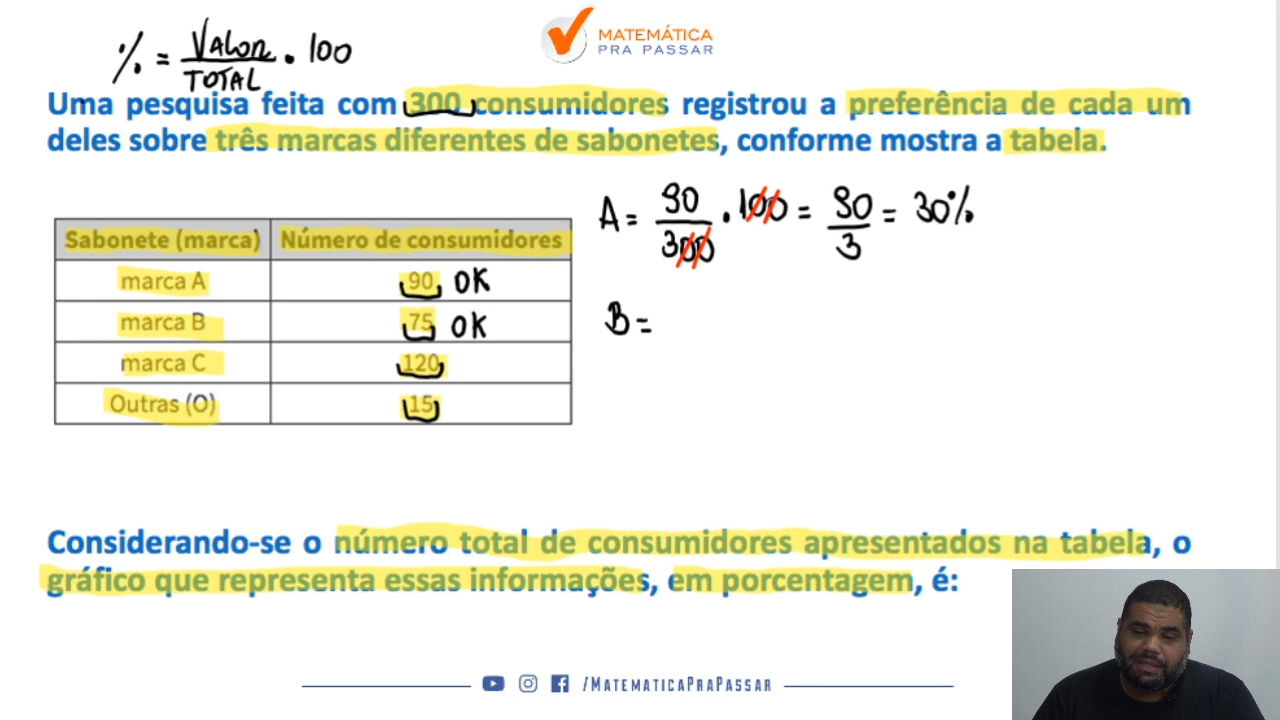 % = VALOR/TOTAL . 100
MATEMÁTICA
PRA PASSAR
Uma pesquisa feita com 300 consumidores registrou a preferência de cada um
deles sobre três marcas diferentes de sabonetes, conforme mostra a tabela.
A = 90/300 . 100 = 90/3 = 30%
Sabonete (marca) Número de consumidores
marca A 90 OK
marca B 75 OK
B =
marca C 120
Outras (O) 15
Considerando-se o número total de consumidores apresentados na tabela, o
gráfico que representa essas informações, em porcentagem, é:
/MATEMATICAPRAPASSAR